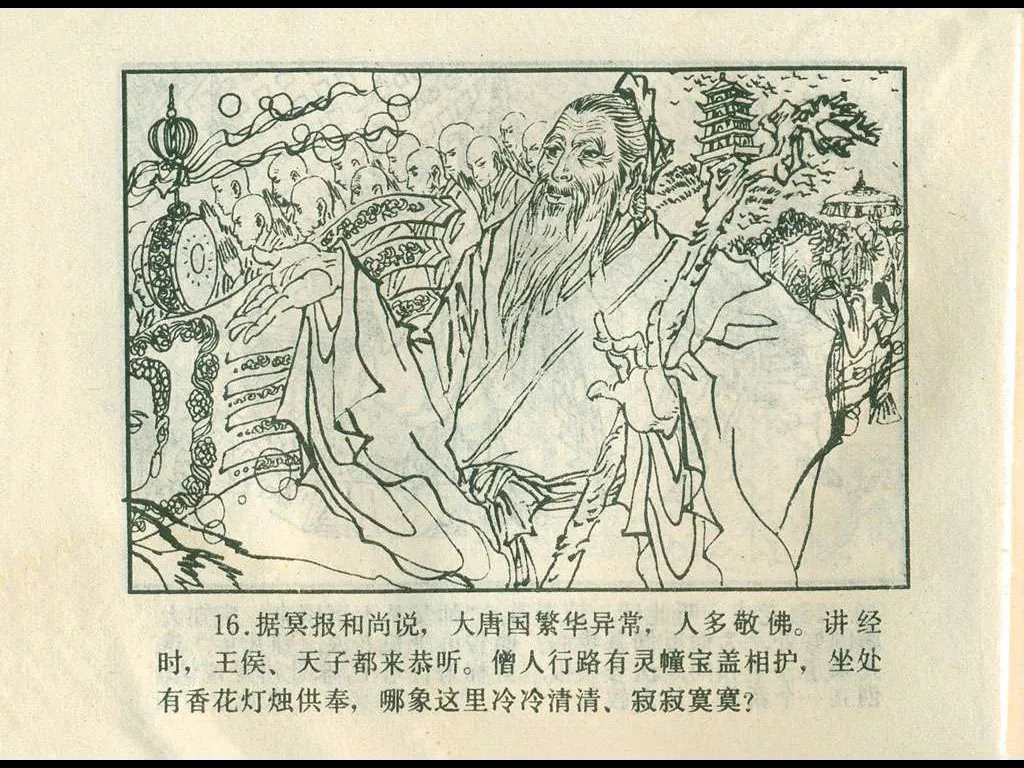 16.据冥报和尚说，大唐国繁华异常，人多敬佛。讲经
时，王侯、天子都来恭听。僧人行路有灵幢宝盖相护，坐处
有香花灯烛供奉，哪象这里冷冷清清、寂寂寞寞？